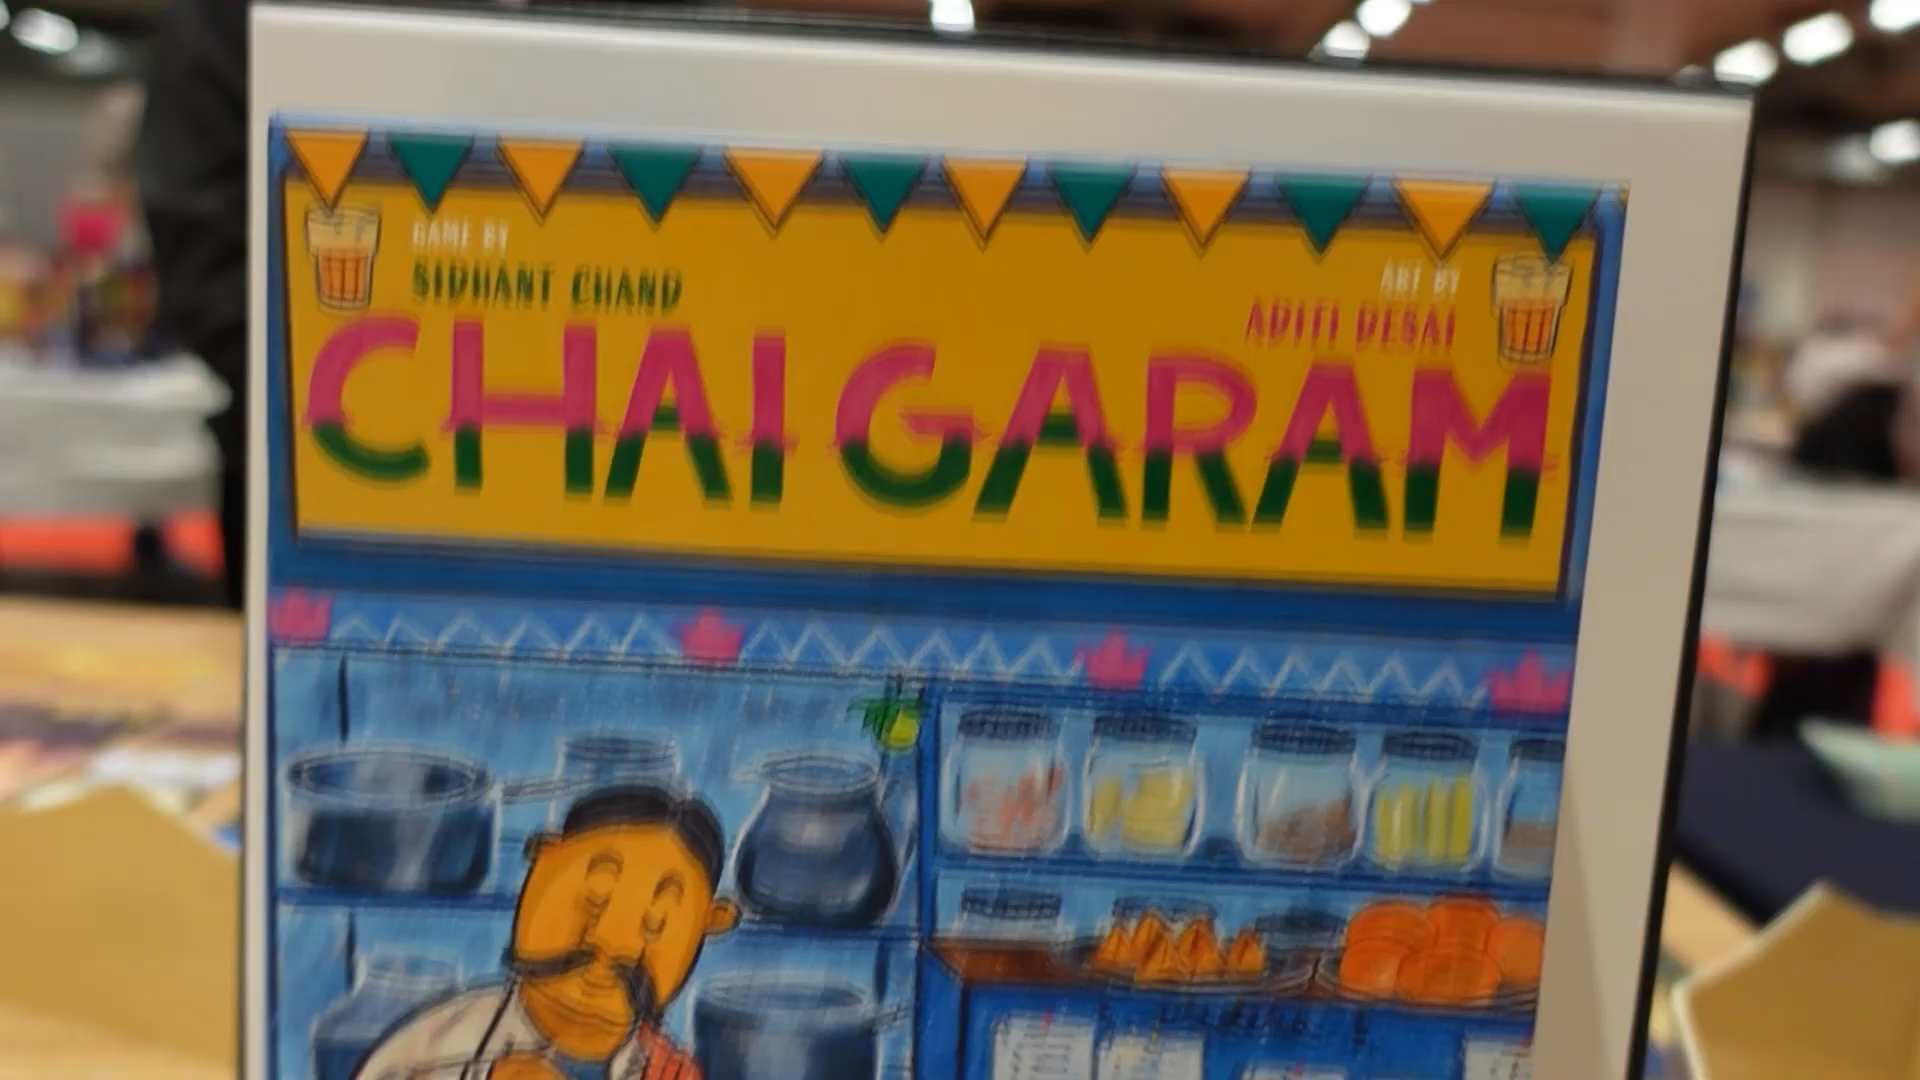 GAME BY
SIDHANT CHAND
ART BY
ADITI DESAI
CHAI GARAM